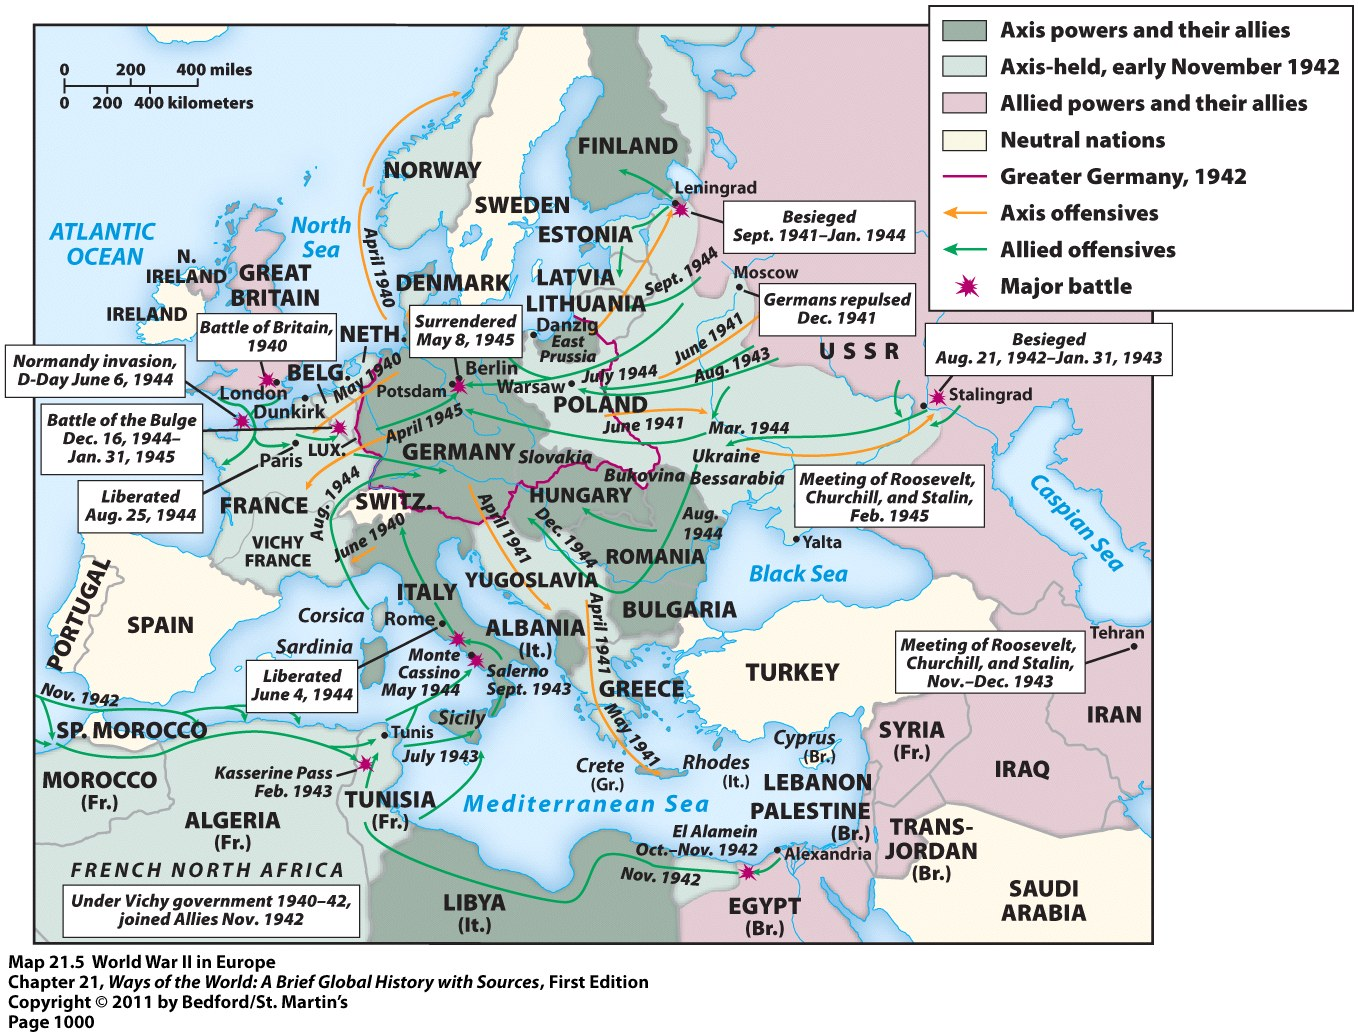 Axis powers and their allies
Axis-held, early November 1942
Allied powers and their allies
Neutral nations
Greater Germany, 1942
Axis offensives
Allied offensives
Major battle
0 200 400 miles
0 200 400 kilometers
ATLANTIC
OCEAN
North
Sea
NORWAY
SWEDEN
FINLAND
Leningrad
Besieged
Sept. 1941–Jan. 1944
ESTONIA
LATVIA
LITHUANIA
Sept. 1944
Moscow
Germans repulsed
Dec. 1941
N.
IRELAND
GREAT
BRITAIN
IRELAND
April 1940
DENMARK
NETH.
Battle of Britain,
1940
Surrendered
May 8, 1945
Danzig
East
Prussia
June 1941
USSR
Besieged
Aug. 21, 1942–Jan. 31, 1943
Stalingrad
Normandy invasion,
D-Day June 6, 1944
London
BELG.
May 1940
Dunkirk
Potsdam
Berlin
Warsaw
July 1944
Aug. 1943
POLAND
June 1941
Mar. 1944
Battle of the Bulge
Dec. 16, 1944–
Jan. 31, 1945
Paris
LUX.
April 1945
GERMANY
Slovakia
Ukraine
Bukovina
Bessarabia
Liberated
Aug. 25, 1944
FRANCE
Aug. 1944
SWITZ.
HUNGARY
Aug.
1944
Meeting of Roosevelt,
Churchill, and Stalin,
Feb. 1945
Yalta
Caspian Sea
VICHY
FRANCE
June 1940
April 1941
Dec. 1944
ROMANIA
Black Sea
PORTUGAL
SPAIN
Corsica
Sardinia
ITALY
Rome
YUGOSLAVIA
April 1941
BULGARIA
ALBANIA
(It.)
Liberated
June 4, 1944
Monte
Cassino
May 1944
Salerno
Sept. 1943
GREECE
May 1941
TURKEY
Meeting of Roosevelt,
Churchill, and Stalin,
Nov.–Dec. 1943
Tehran
IRAN
Nov. 1942
SP. MOROCCO
Sicily
Tunis
July 1943
Crete
(Gr.)
Rhodes
(It.)
Cyprus
(Br.)
SYRIA
(Fr.)
IRAQ
MOROCCO
(Fr.)
Kasserine Pass
Feb. 1943
TUNISIA
(Fr.)
ALGERIA
(Fr.)
Mediterranean Sea
LEBANON
PALESTINE
(Br.)
TRANS-
JORDAN
(Br.)
El Alamein
Oct.–Nov. 1942
Alexandria
FRENCH NORTH AFRICA
Under Vichy government 1940–42,
joined Allies Nov. 1942
Nov. 1942
LIBYA
(It.)
EGYPT
(Br.)
SAUDI
ARABIA
Map 21.5 World War II in Europe
Chapter 21, Ways of the World: A Brief Global History with Sources, First Edition
Copyright © 2011 by Bedford/St. Martin's
Page 1000